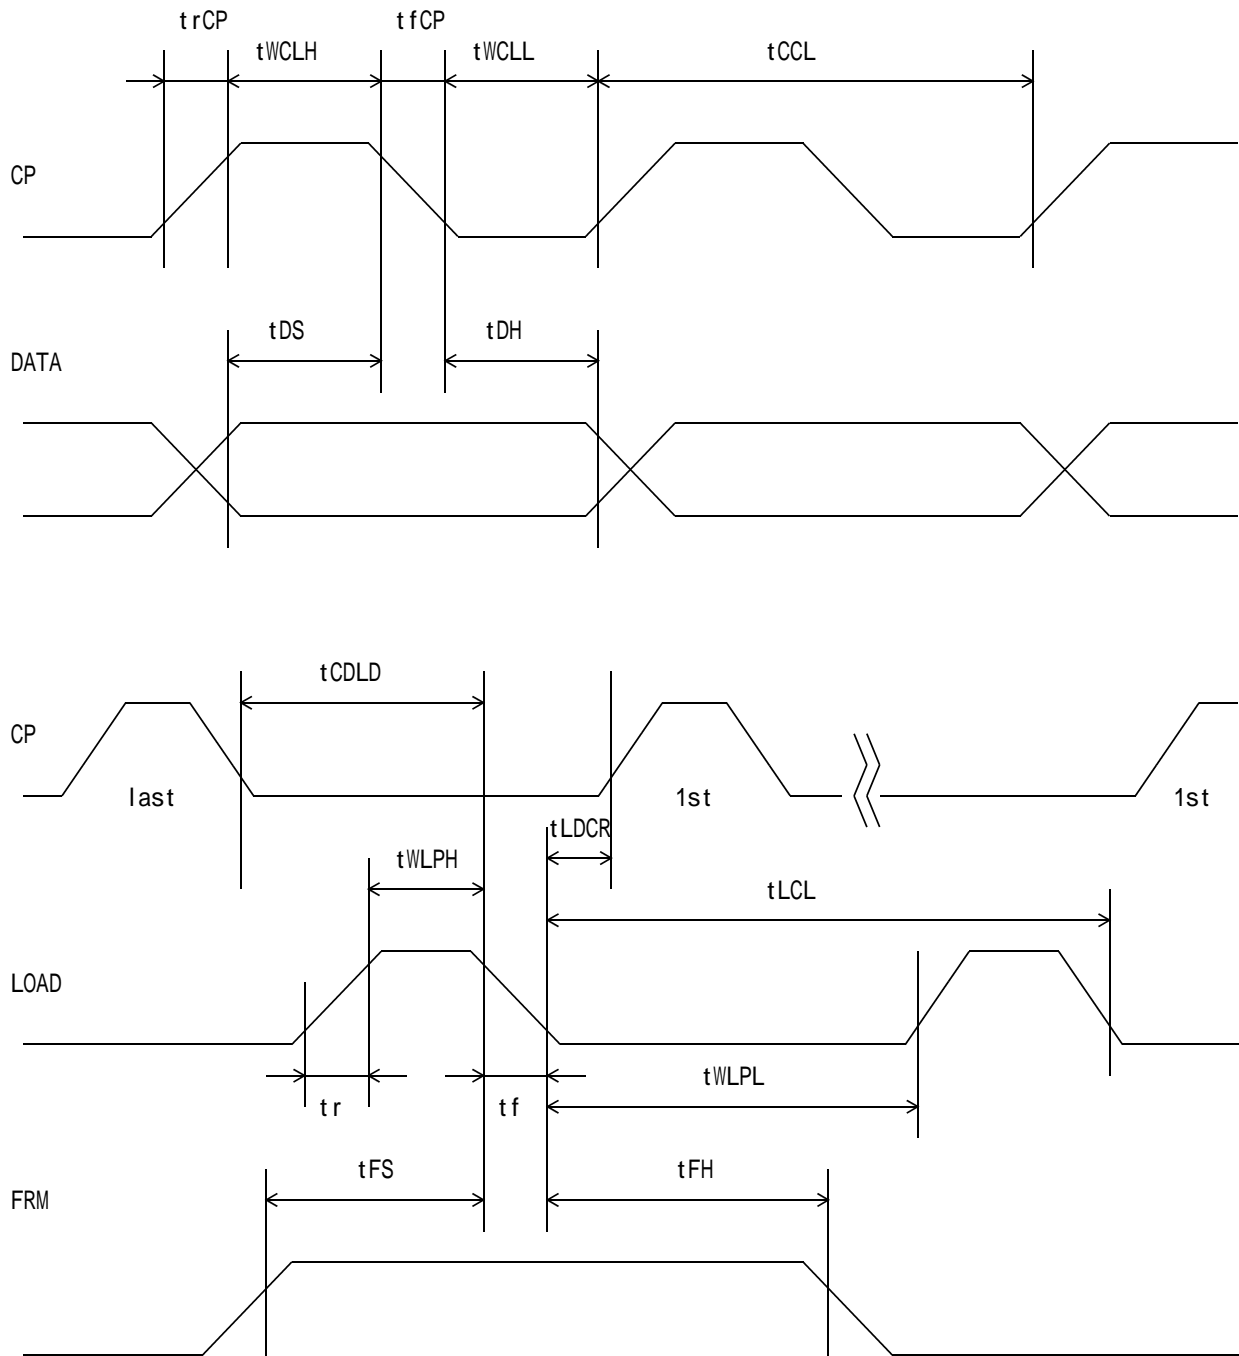 trCP tfCP
tWCLH tWCLL tCCL
CP
tDS tDH
DATA
tCDLD
CP
last 1st 1st
tLDCR
tWLPH
tLCL
LOAD
tWLPL
tr tf
tFS tFH
FRM